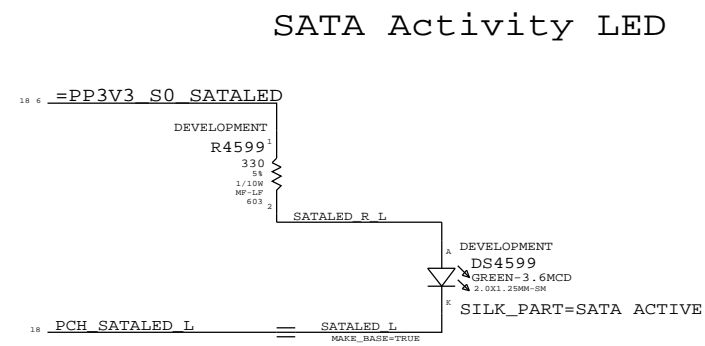 SATA Activity LED
18 6 =PP3V3_S0_SATALED
DEVELOPMENT
R4599 1
330
5%
1/10W
MF-LF
603
2
SATALED_R_L
A DEVELOPMENT
DS4599
GREEN-3.6MCD
2.0X1.25MM-SM
K
SILK_PART=SATA ACTIVE
18 PCH_SATALED_L
SATALED_L
MAKE_BASE=TRUE